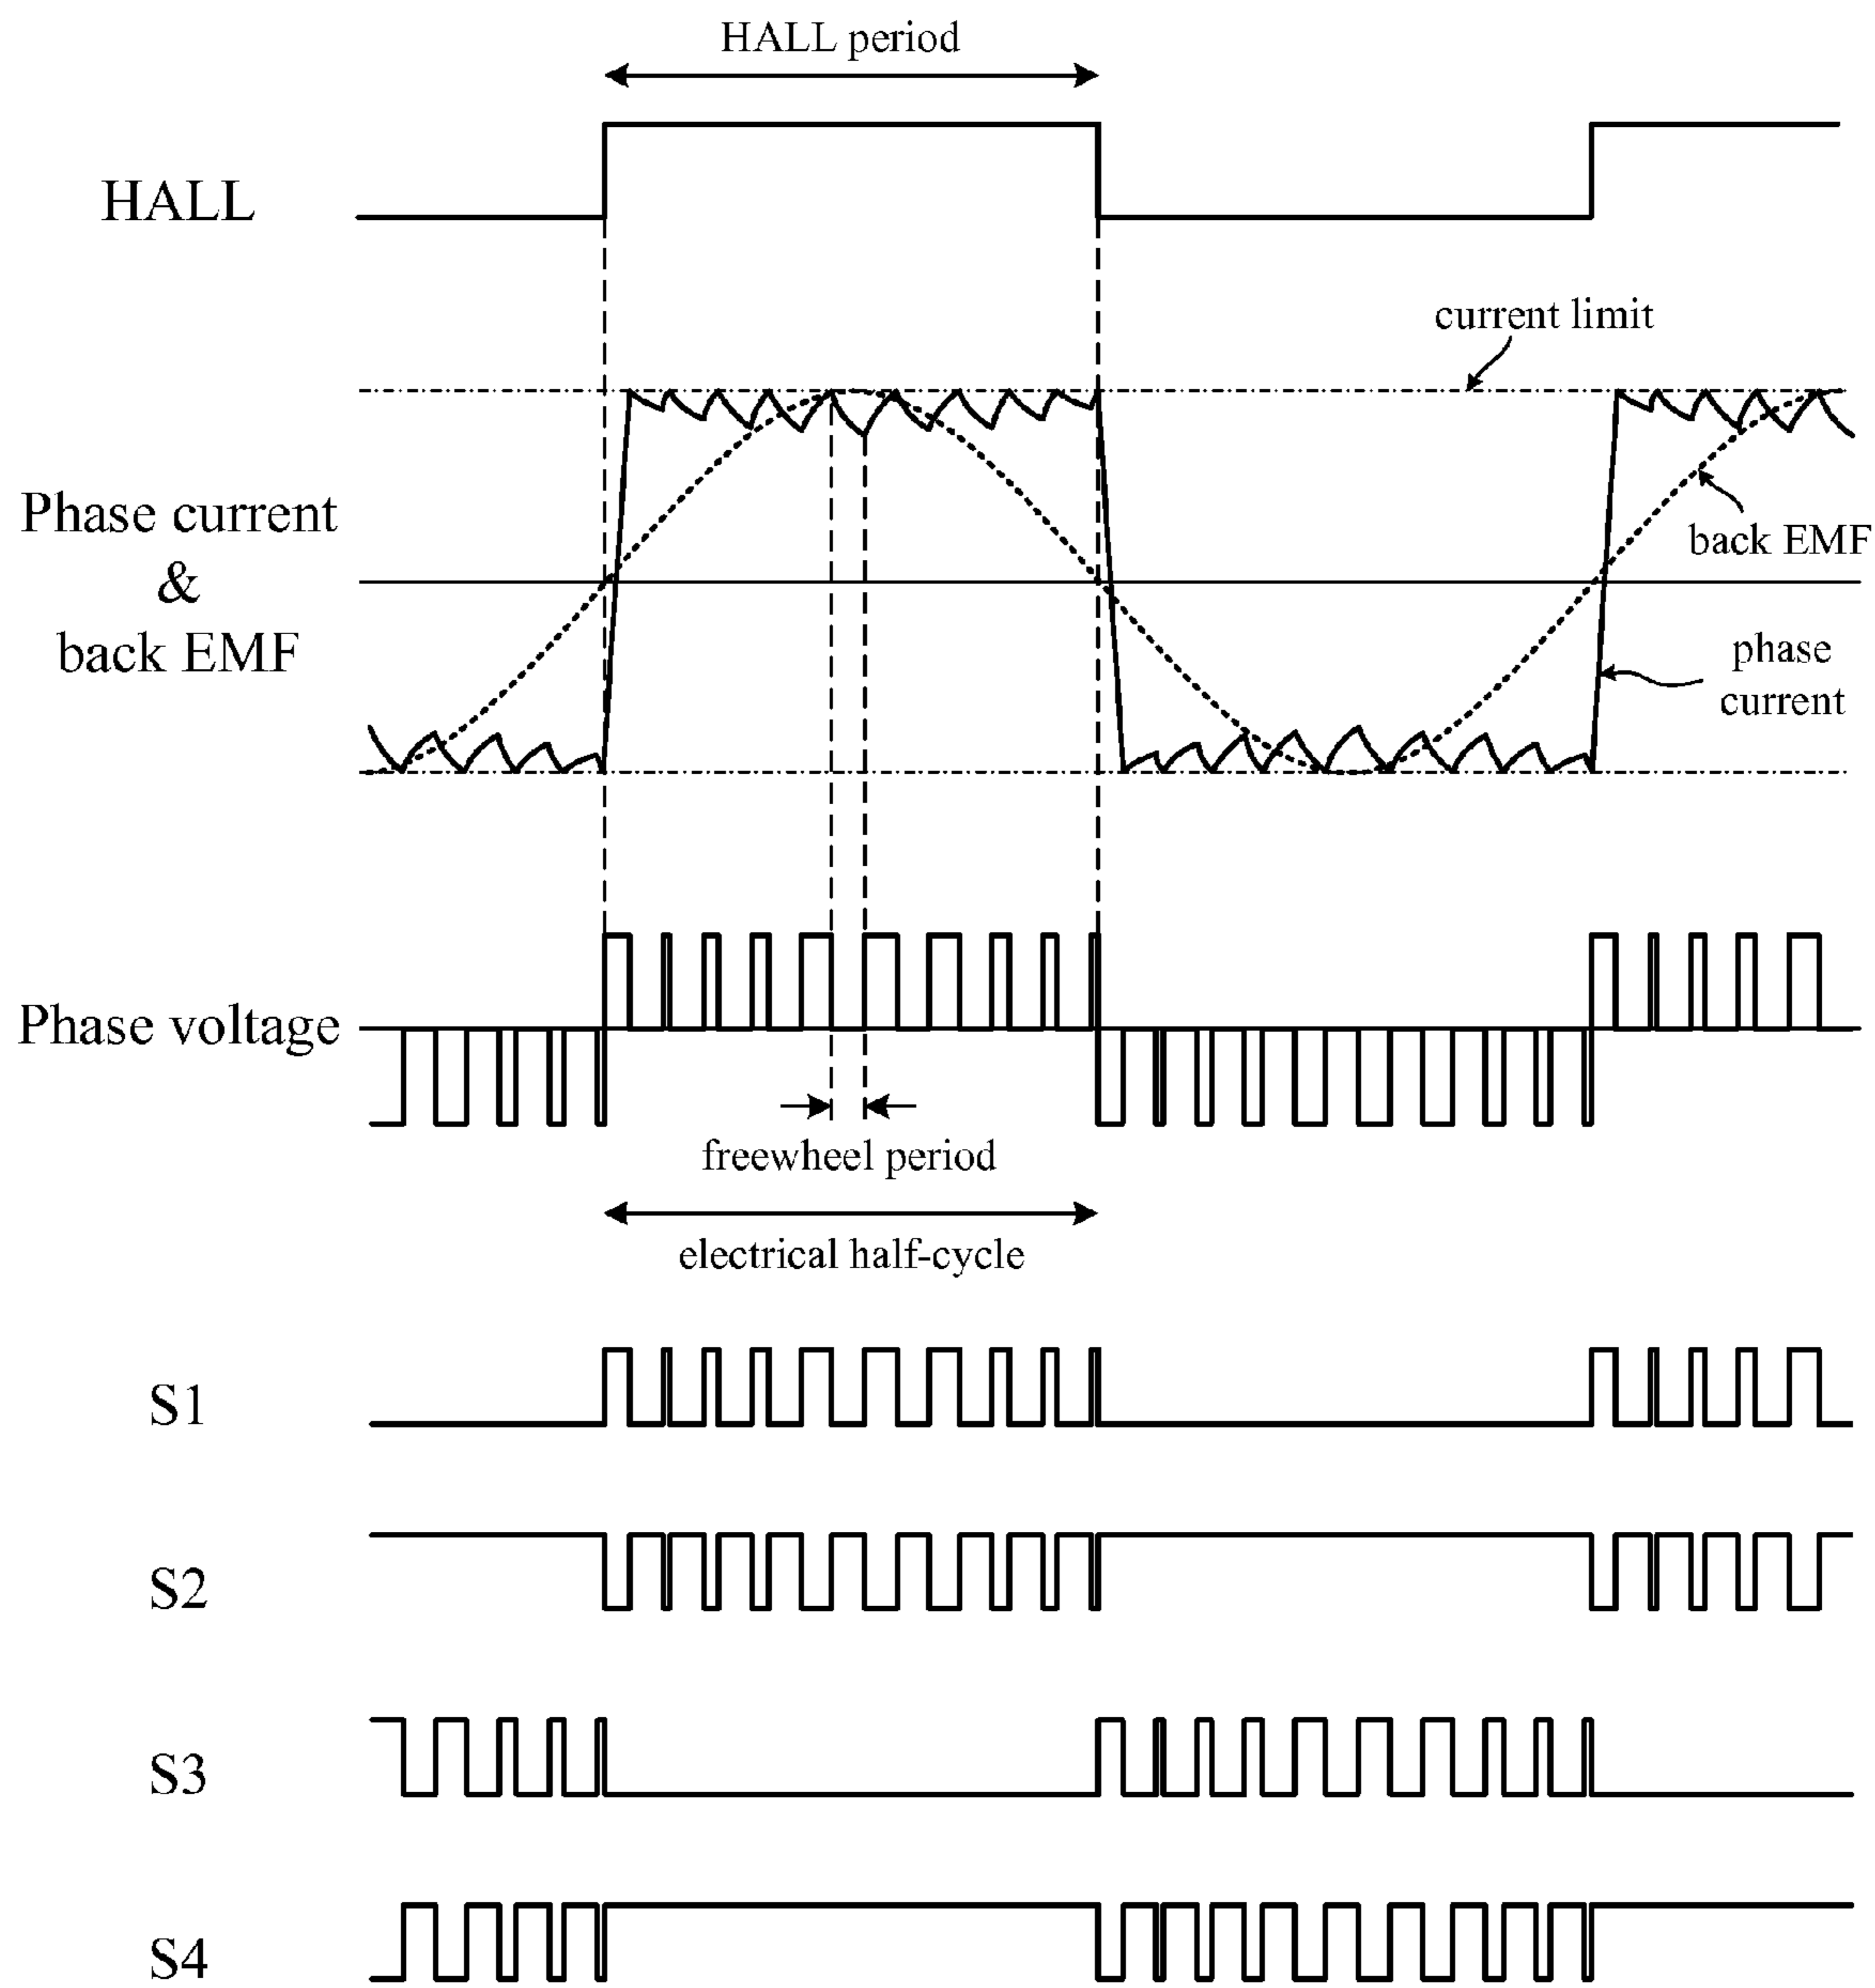 HALL period
HALL
current limit
Phase current
&
back EMF
back EMF
phase
current
Phase voltage
freewheel period
electrical half-cycle
S1
S2
S3
S4